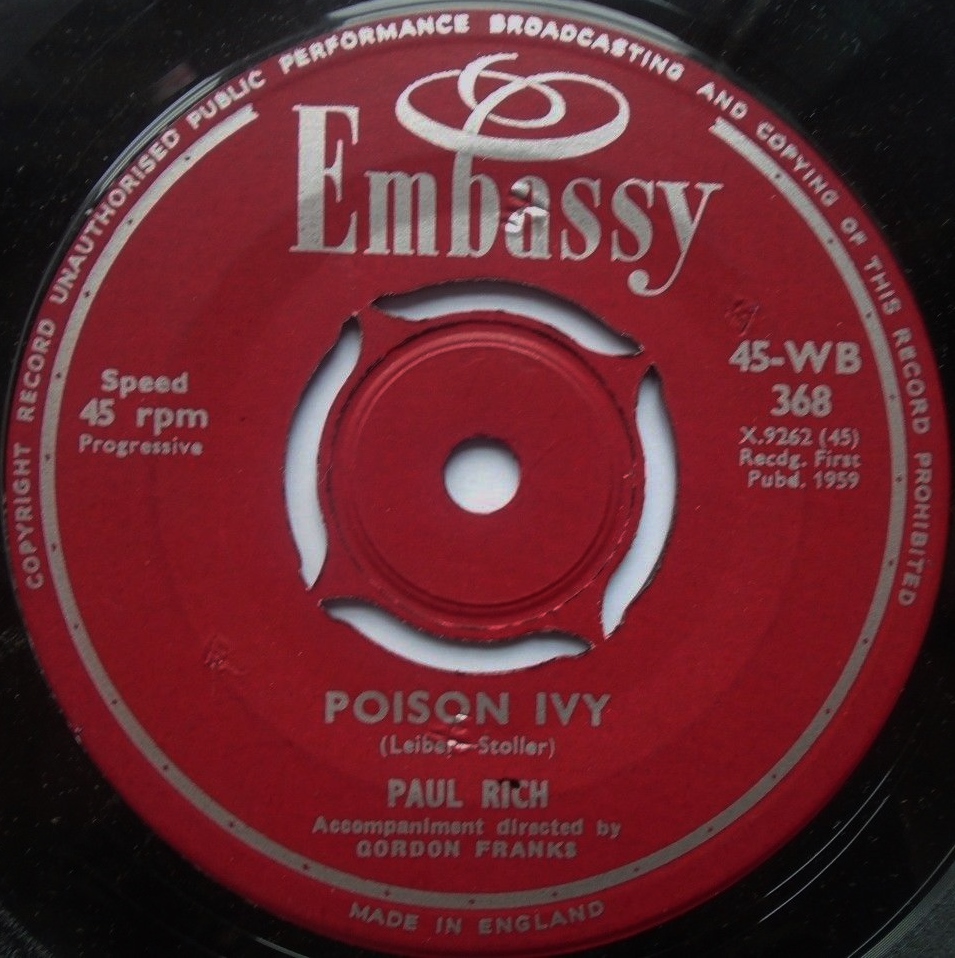 COPYRIGHT RECORD UNAUTHORISED PUBLIC PERFORMANCE BROADCASTING AND COPYING OF THIS RECORD PROHIBITED
Embassy
Speed
45 rpm
Progressive
45-WB
368
X.9262 (45)
Recdg. First
Pubd. 1959
POISON IVY
(Leiber-Stoller)
PAUL RICH
Accompaniment directed by
GORDON FRANKS
MADE IN ENGLAND